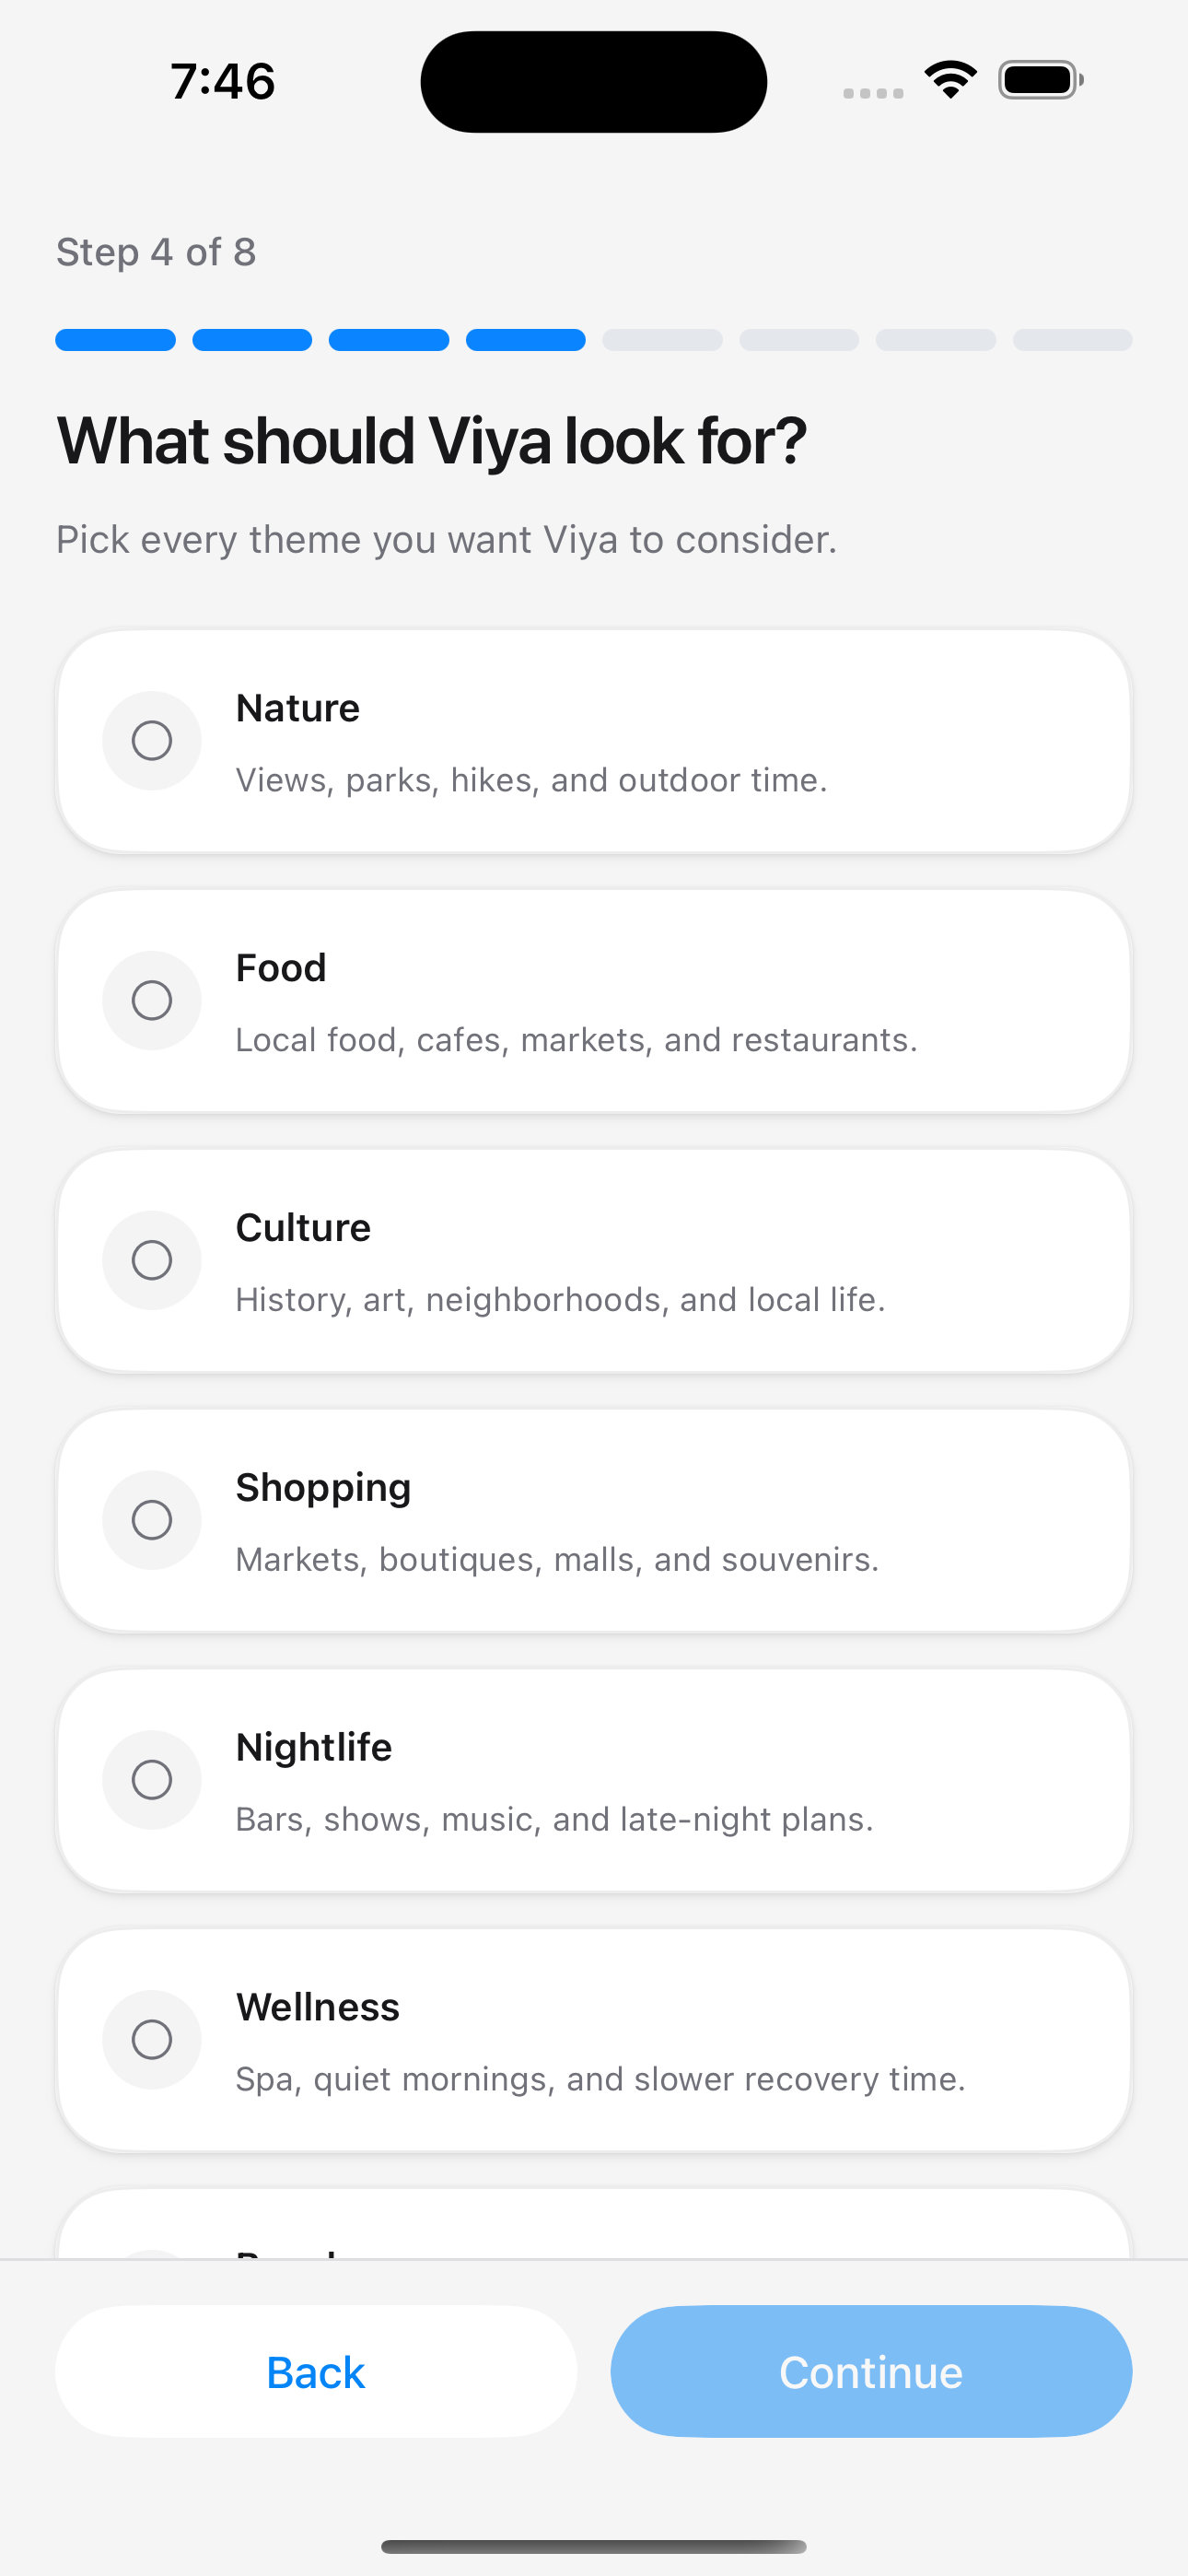 7:46
Step 4 of 8
What should Viya look for?
Pick every theme you want Viya to consider.
Nature
Views, parks, hikes, and outdoor time.
Food
Local food, cafes, markets, and restaurants.
Culture
History, art, neighborhoods, and local life.
Shopping
Markets, boutiques, malls, and souvenirs.
Nightlife
Bars, shows, music, and late-night plans.
Wellness
Spa, quiet mornings, and slower recovery time.
Back
Continue